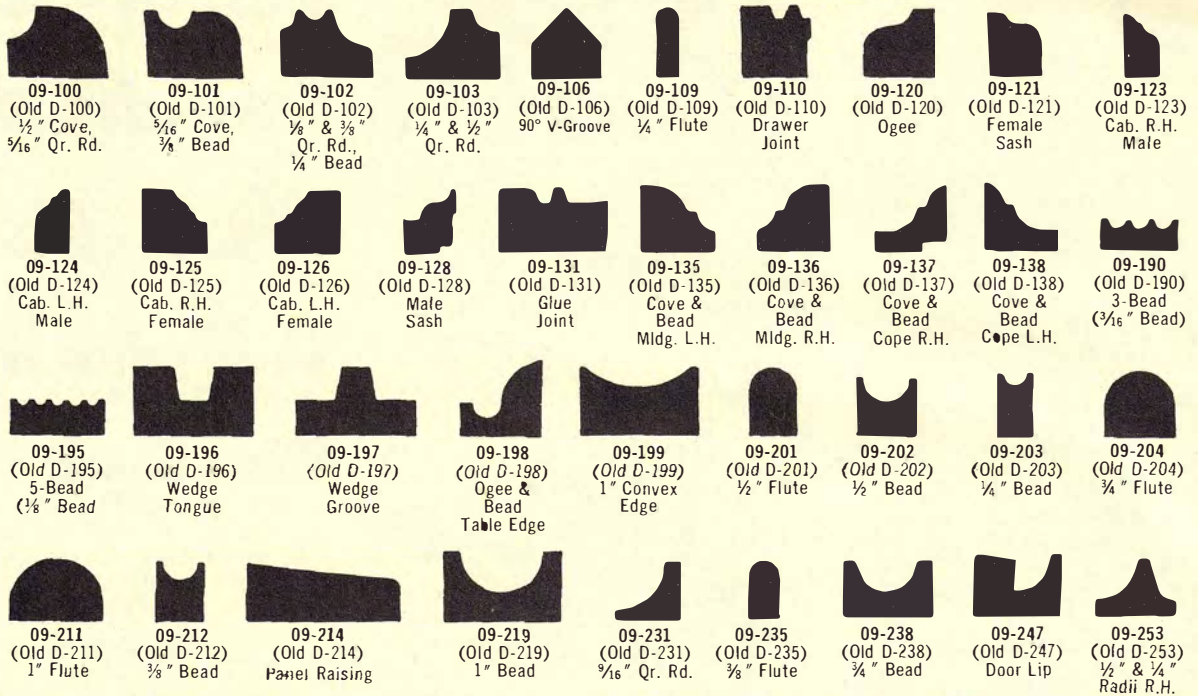 09-100
(Old D-100)
½" Cove,
5⁄16" Qr. Rd.
09-101
(Old D-101)
5⁄16" Cove,
⅜" Bead
09-102
(Old D-102)
⅛" & ⅜"
Qr. Rd.,
¼" Bead
09-103
(Old D-103)
¼" & ½"
Qr. Rd.
09-106
(Old D-106)
90° V-Groove
09-109
(Old D-109)
¼" Flute
09-110
(Old D-110)
Drawer
Joint
09-120
(Old D-120)
Ogee
09-121
(Old D-121)
Female
Sash
09-123
(Old D-123)
Cab. R.H.
Male
09-124
(Old D-124)
Cab. L.H.
Male
09-125
(Old D-125)
Cab. R.H.
Female
09-126
(Old D-126)
Cab. L.H.
Female
09-128
(Old D-128)
Male
Sash
09-131
(Old D-131)
Glue
Joint
09-135
(Old D-135)
Cove &
Bead
Mldg. L.H.
09-136
(Old D-136)
Cove &
Bead
Mldg. R.H.
09-137
(Old D-137)
Cove &
Bead
Cope R.H.
09-138
(Old D-138)
Cove &
Bead
Cope L.H.
09-190
(Old D-190)
3-Bead
(3⁄16" Bead)
09-195
(Old D-195)
5-Bead
(⅛" Bead
09-196
(Old D-196)
Wedge
Tongue
09-197
(Old D-197)
Wedge
Groove
09-198
(Old D-198)
Ogee &
Bead
Table Edge
09-199
(Old D-199)
1" Convex
Edge
09-201
(Old D-201)
½" Flute
09-202
(Old D-202)
½" Bead
09-203
(Old D-203)
¼" Bead
09-204
(Old D-204)
¾" Flute
09-211
(Old D-211)
1" Flute
09-212
(Old D-212)
⅜" Bead
09-214
(Old D-214)
Panel Raising
09-219
(Old D-219)
1" Bead
09-231
(Old D-231)
9⁄16" Qr. Rd.
09-235
(Old D-235)
⅜" Flute
09-238
(Old D-238)
¾" Bead
09-247
(Old D-247)
Door Lip
09-253
(Old D-253)
½" & ¼"
Radii R.H.